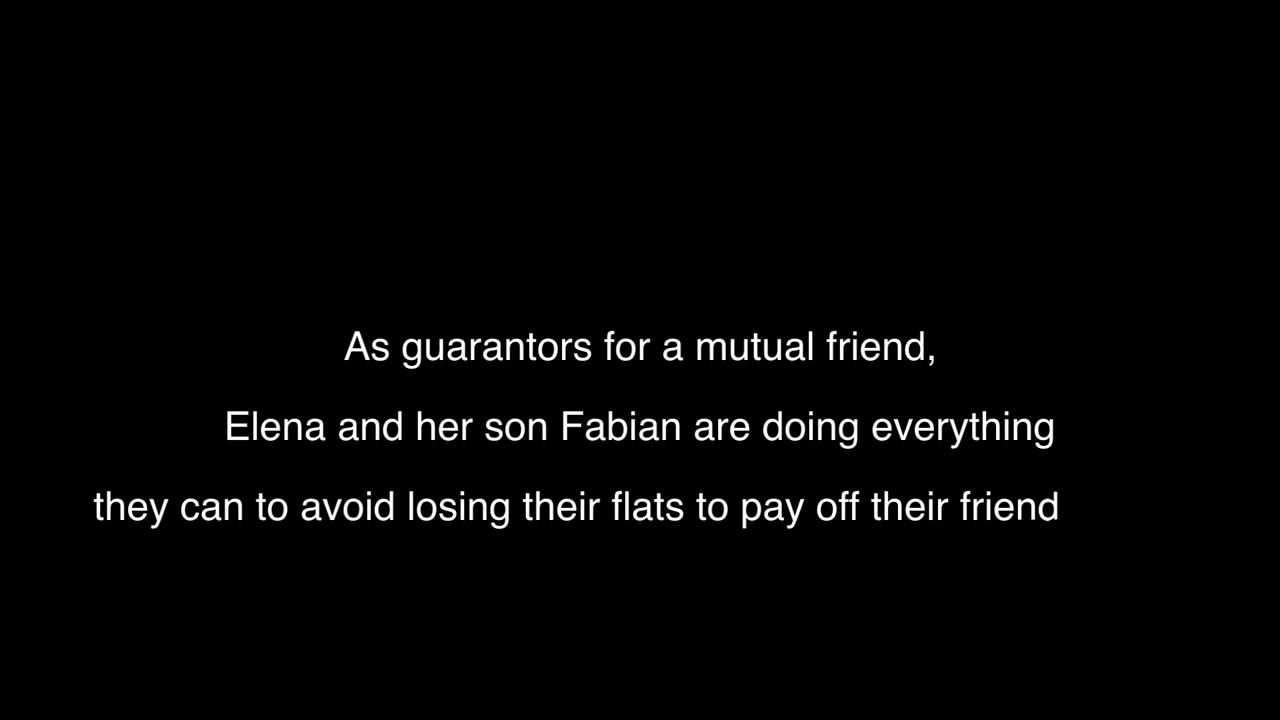 As guarantors for a mutual friend,
Elena and her son Fabian are doing everything
they can to avoid losing their flats to pay off their friend